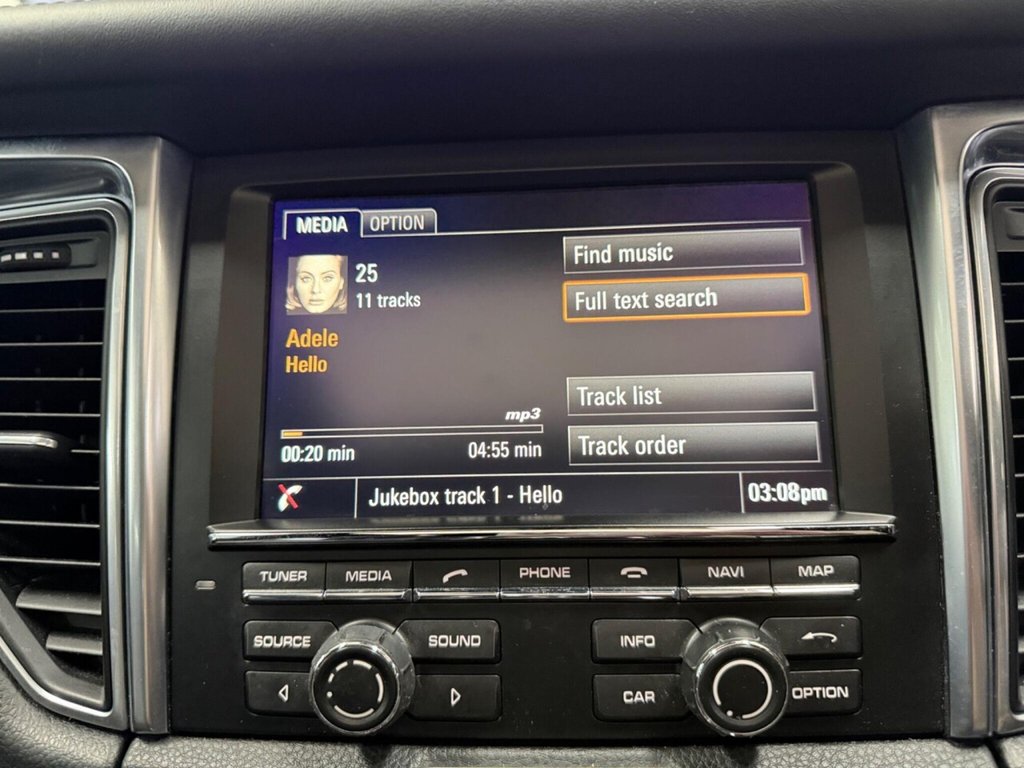 MEDIA OPTION
25
11 tracks
Adele
Hello
mp3
00:20 min 04:55 min
Find music
Full text search
Track list
Track order
Jukebox track 1 - Hello
03:08pm
TUNER MEDIA PHONE NAVI MAP
SOURCE SOUND INFO
CAR OPTION